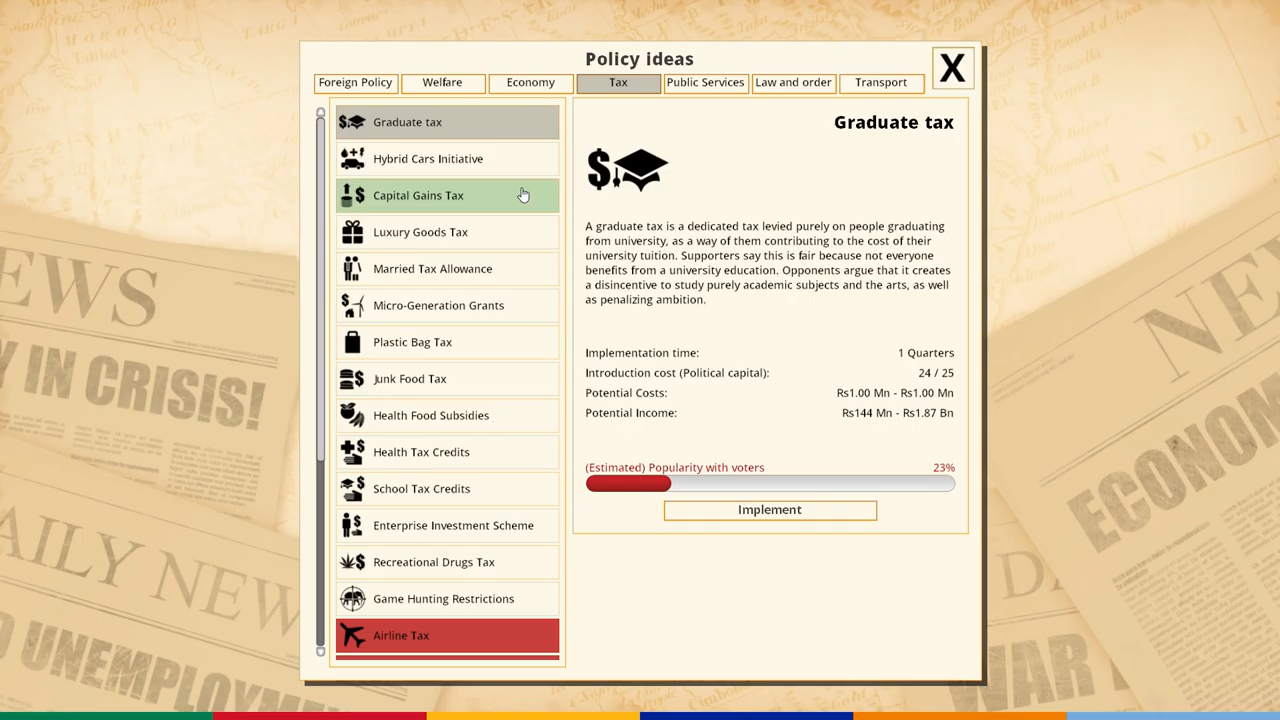 Policy ideas
X
Foreign Policy
Welfare
Economy
Tax
Public Services
Law and order
Transport
Graduate tax
Hybrid Cars Initiative
Capital Gains Tax
Luxury Goods Tax
Married Tax Allowance
Micro-Generation Grants
Plastic Bag Tax
Junk Food Tax
Health Food Subsidies
Health Tax Credits
School Tax Credits
Enterprise Investment Scheme
Recreational Drugs Tax
Game Hunting Restrictions
Airline Tax
Graduate tax
A graduate tax is a dedicated tax levied purely on people graduating
from university, as a way of them contributing to the cost of their
university tuition. Supporters say this is fair because not everyone
benefits from a university education. Opponents argue that it creates
a disincentive to study purely academic subjects and the arts, as well
as penalizing ambition.
Implementation time: 1 Quarters
Introduction cost (Political capital): 24 / 25
Potential Costs: Rs1.00 Mn - Rs1.00 Mn
Potential Income: Rs144 Mn - Rs1.87 Bn
(Estimated) Popularity with voters 23%
Implement
EWS
Y IN CRISIS!
AILY NEW
UNEMPLOYM
NE
ECONOM
WAR